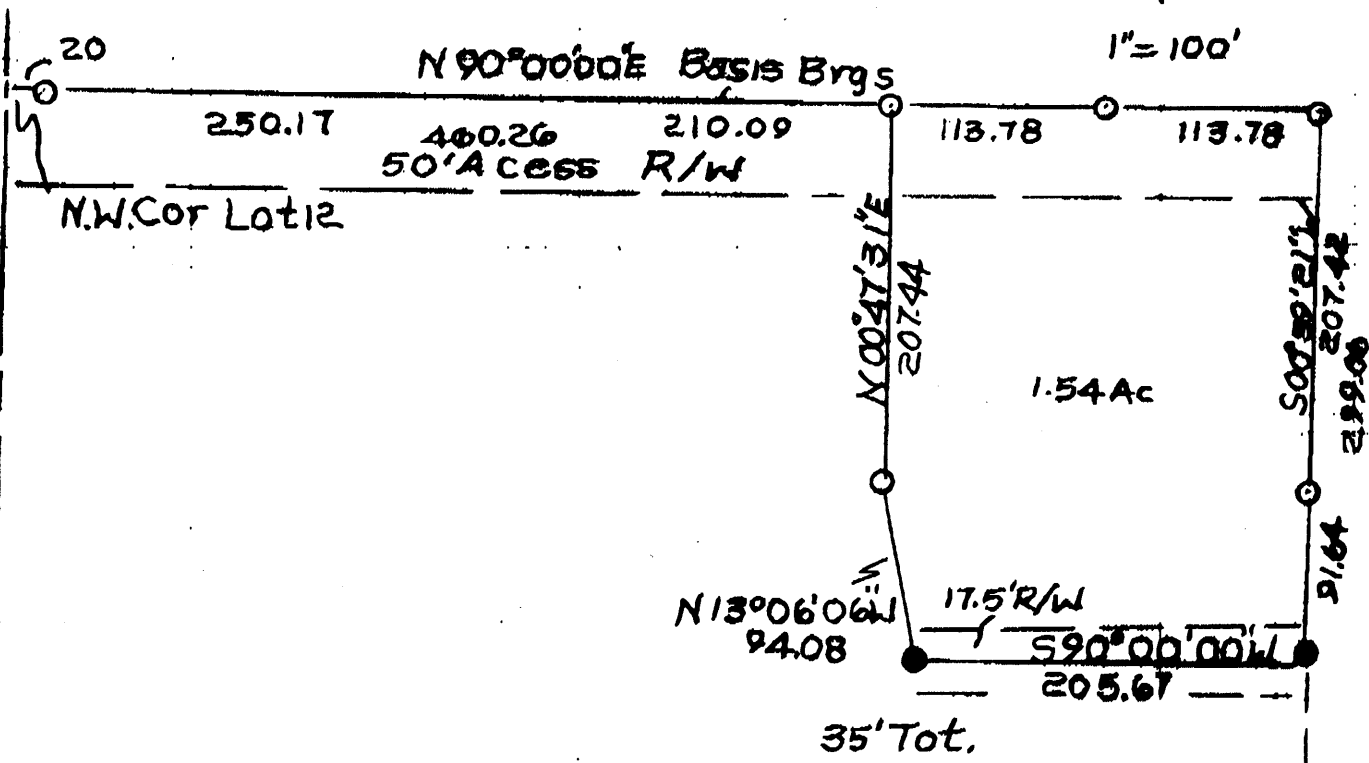 20
N 90°00'00"E Basis Brgs
1"=100'
250.17
460.26
210.09
113.78
113.78
50'Acess R/W
N.W.Cor Lot 12
N 00°47'31"E
207.44
1.54 Ac
207.42
91.64
N 13°06'06"W
94.08
17.5'R/W
S 90°00'00"W
205.67
35'Tot.